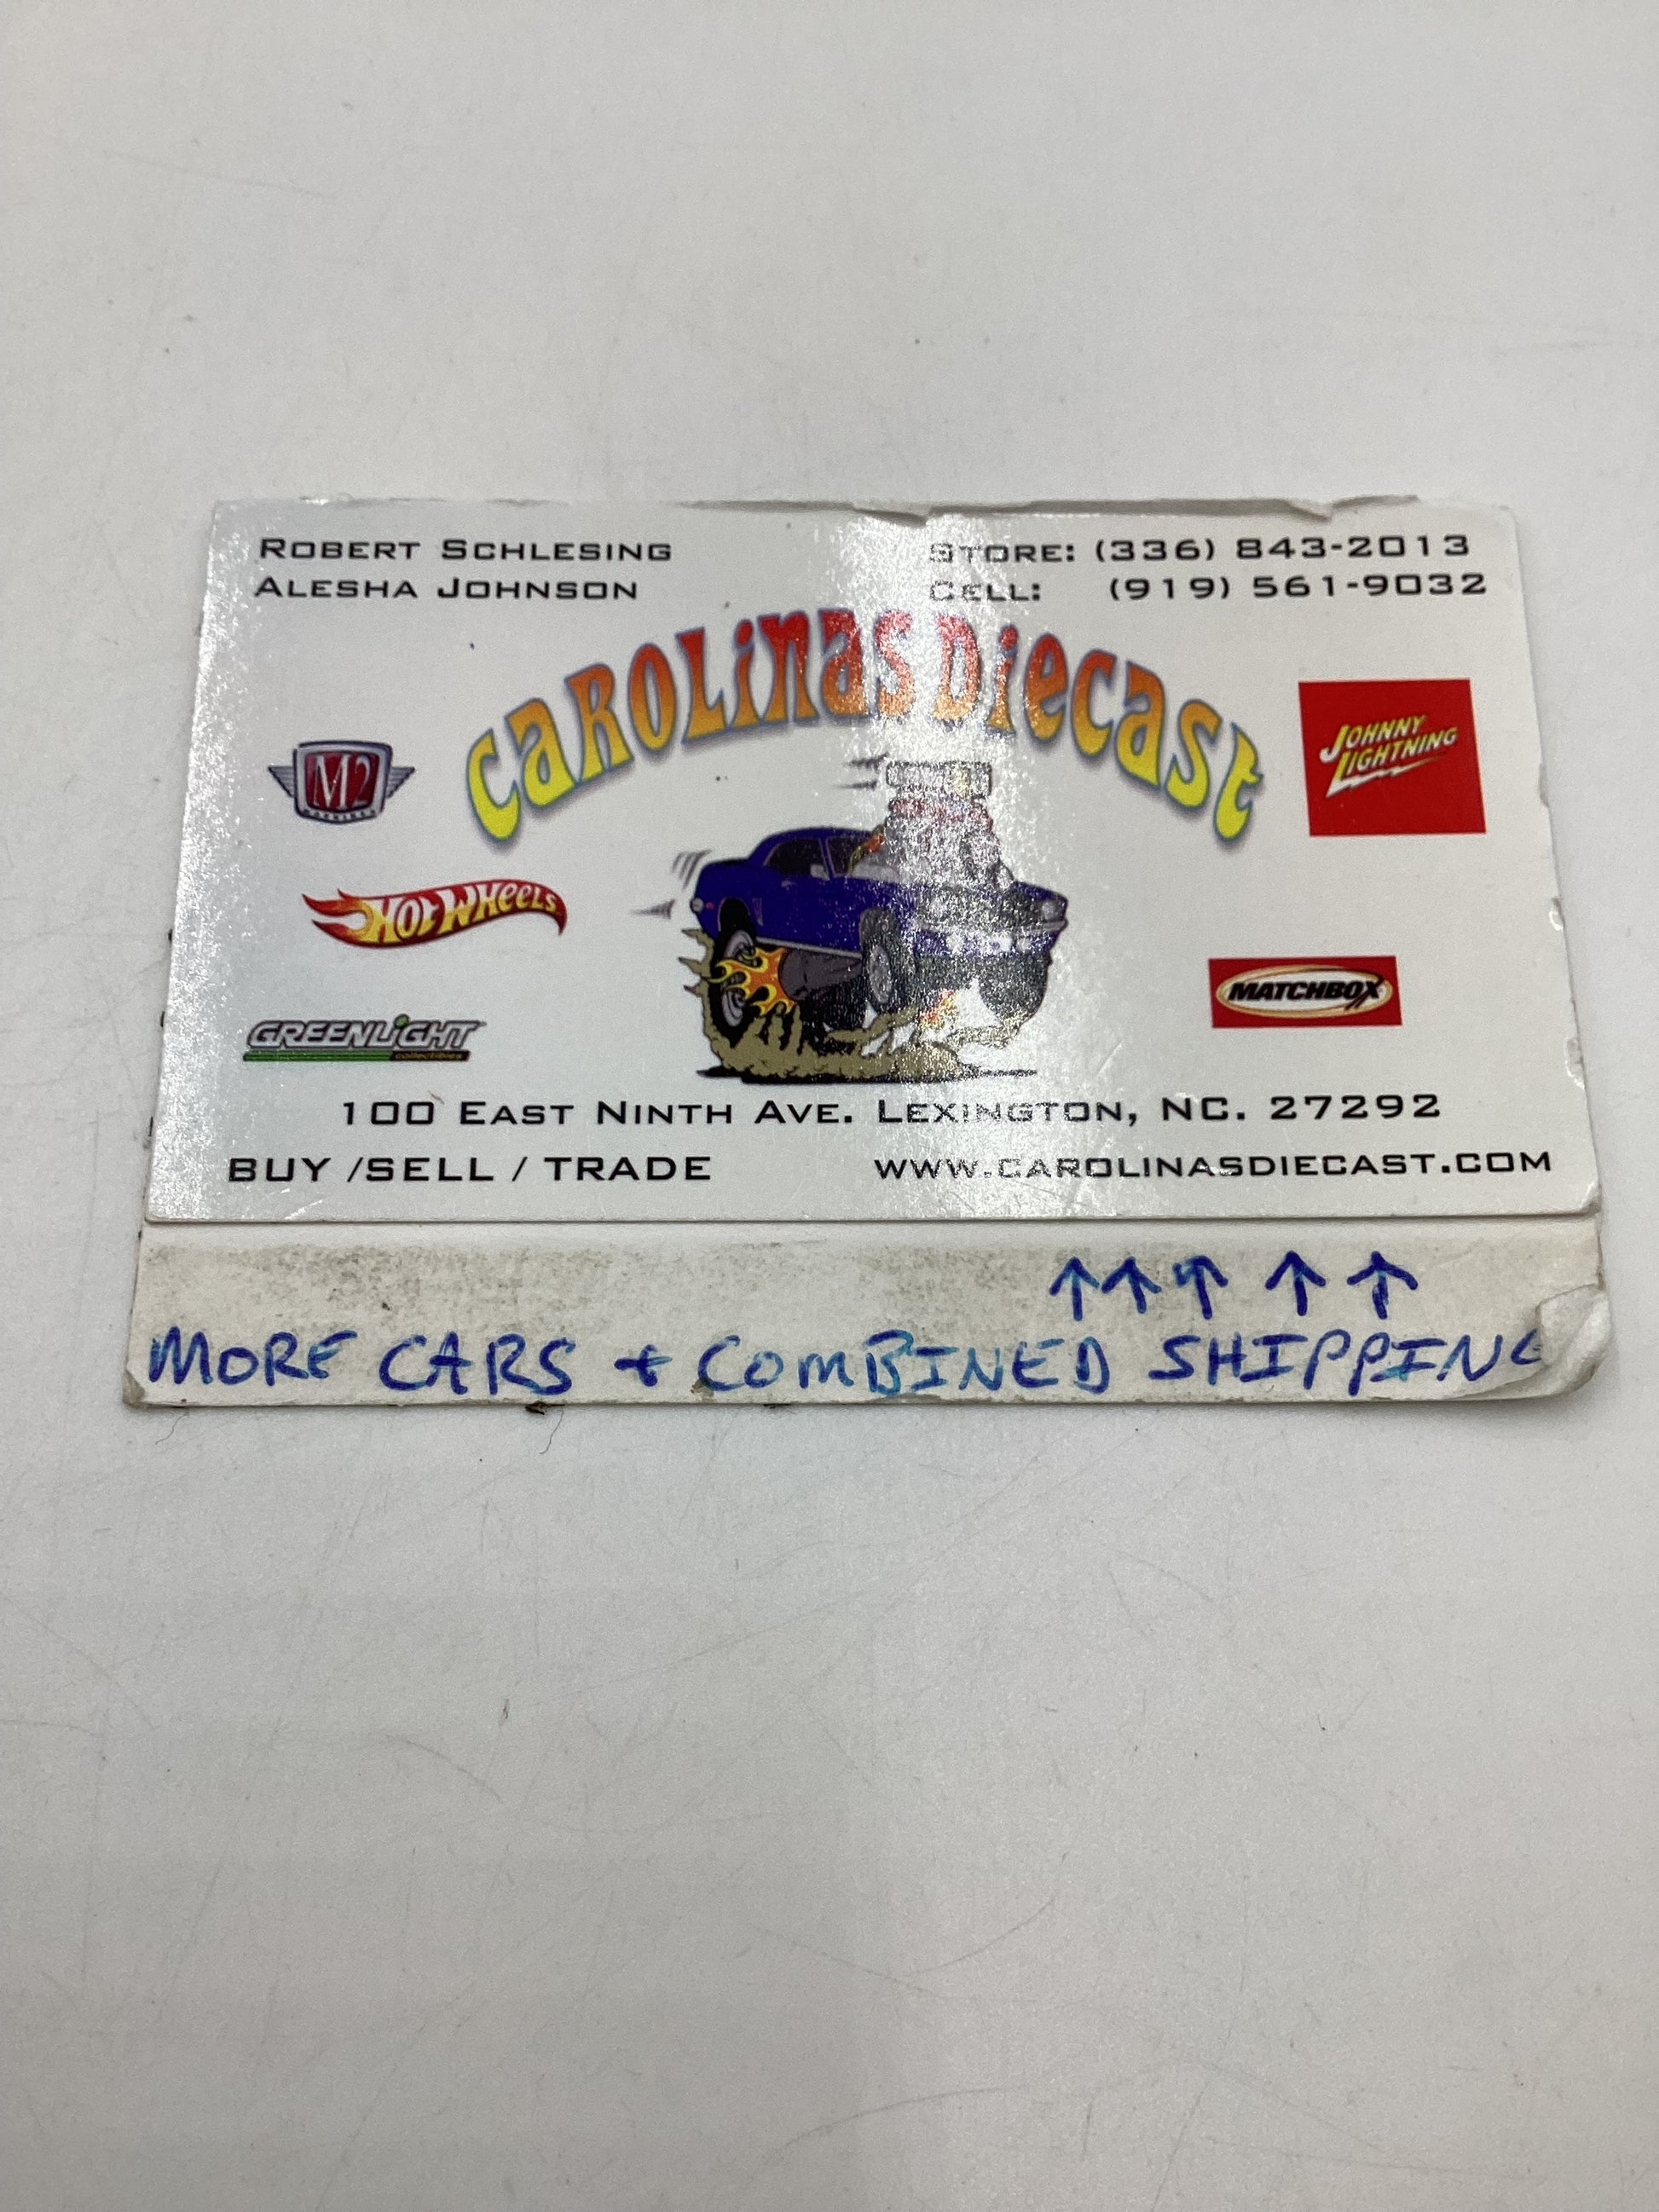 ROBERT SCHLESING
ALESHA JOHNSON
STORE: (336) 843-2013
CELL: (919) 561-9032
CAROLINAS DIECAST
M2
MACHINES
JOHNNY
LIGHTNING
HOT WHEELS
MATCHBOX
GREENLIGHT
collectibles
100 EAST NINTH AVE. LEXINGTON, NC. 27292
BUY /SELL / TRADE
WWW.CAROLINASDIECAST.COM
↑ ↑ ↑ ↑ ↑
MORE CARS + COMBINED SHIPPING